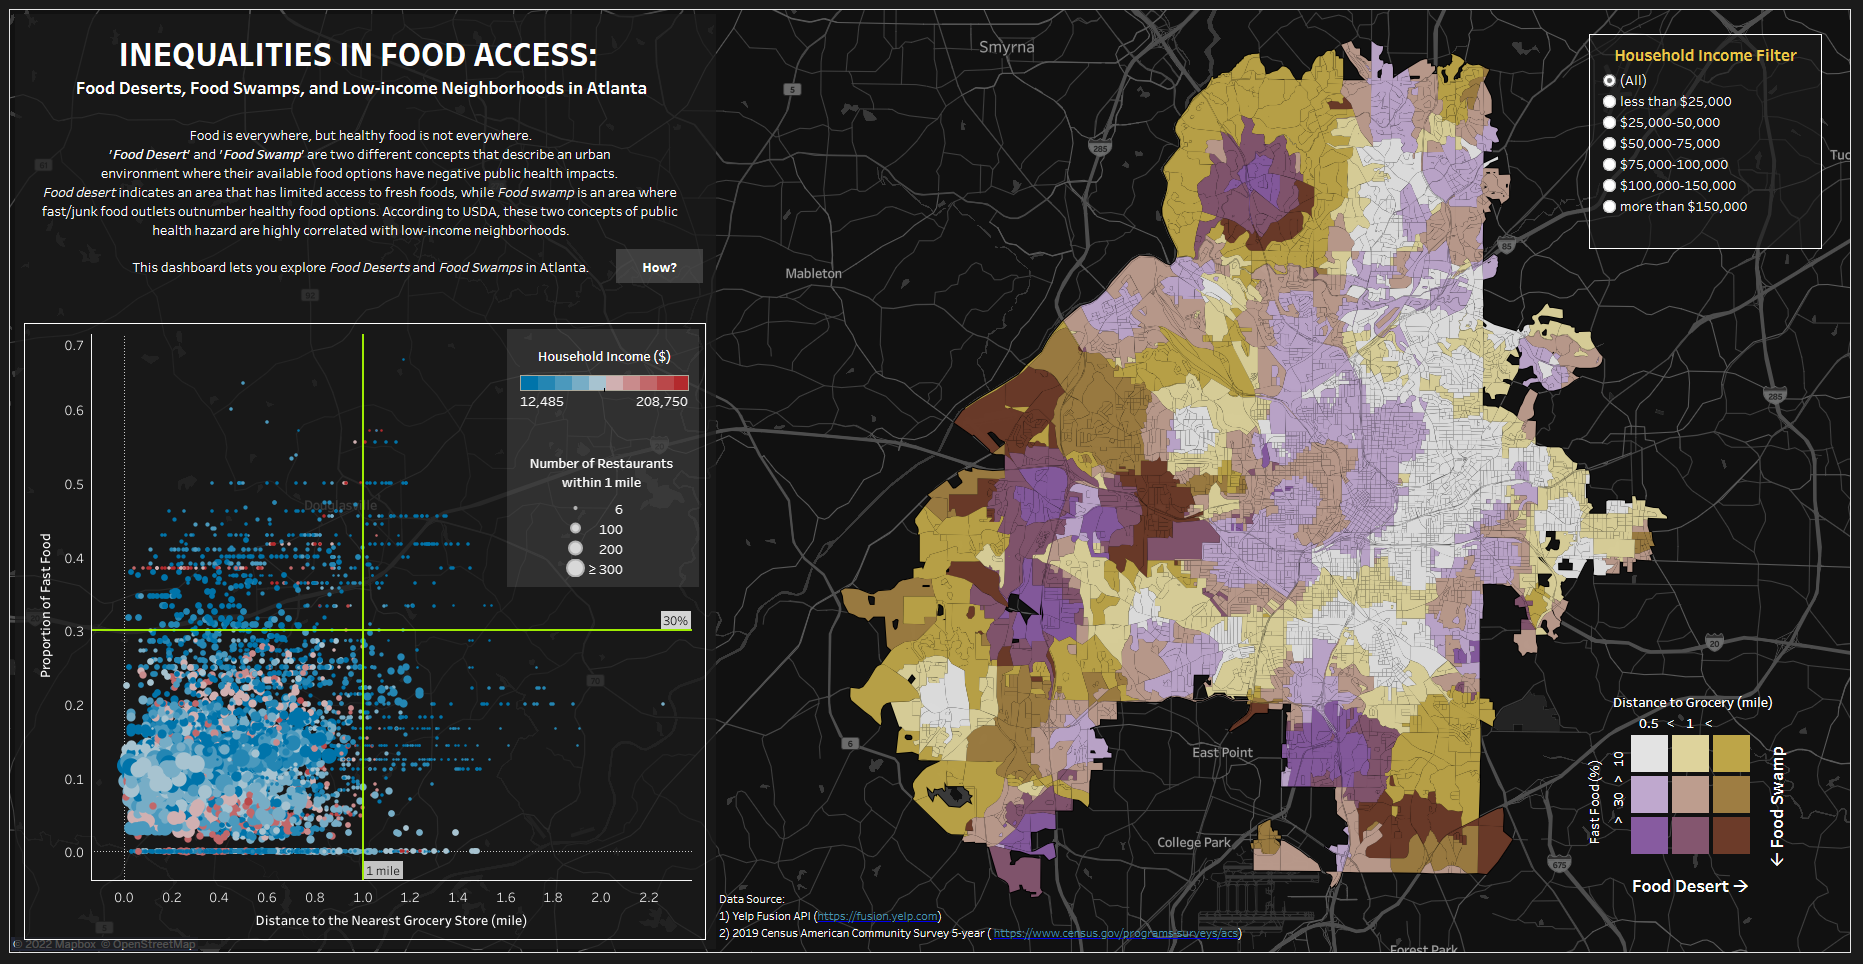 INEQUALITIES IN FOOD ACCESS:
Food Deserts, Food Swamps, and Low-income Neighborhoods in Atlanta
Food is everywhere, but healthy food is not everywhere.
'Food Desert' and 'Food Swamp' are two different concepts that describe an urban
environment where their available food options have negative public health impacts.
Food desert indicates an area that has limited access to fresh foods, while Food swamp is an area where
fast/junk food outlets outnumber healthy food options. According to USDA, these two concepts of public
health hazard are highly correlated with low-income neighborhoods.
This dashboard lets you explore Food Deserts and Food Swamps in Atlanta.
How?
Household Income ($)
12,485 208,750
Number of Restaurants
within 1 mile
6
100
200
≥ 300
Douglasville
Proportion of Fast Food
0.7
0.6
0.5
0.4
0.3
0.2
0.1
0.0
30%
1 mile
0.0 0.2 0.4 0.6 0.8 1.0 1.2 1.4 1.6 1.8 2.0 2.2
Distance to the Nearest Grocery Store (mile)
© 2022 Mapbox © OpenStreetMap
Smyrna
5
285
Tuc
Mableton
85
285
20
6
East Point
College Park
675
Forest Park
Household Income Filter
(All)
less than $25,000
$25,000-50,000
$50,000-75,000
$75,000-100,000
$100,000-150,000
more than $150,000
Distance to Grocery (mile)
0.5 < 1 <
Fast Food (%)
> 30 > 10
← Food Swamp
Food Desert →
Data Source:
1) Yelp Fusion API (https://fusion.yelp.com)
2) 2019 Census American Community Survey 5-year ( https://www.census.gov/programs-surveys/acs)